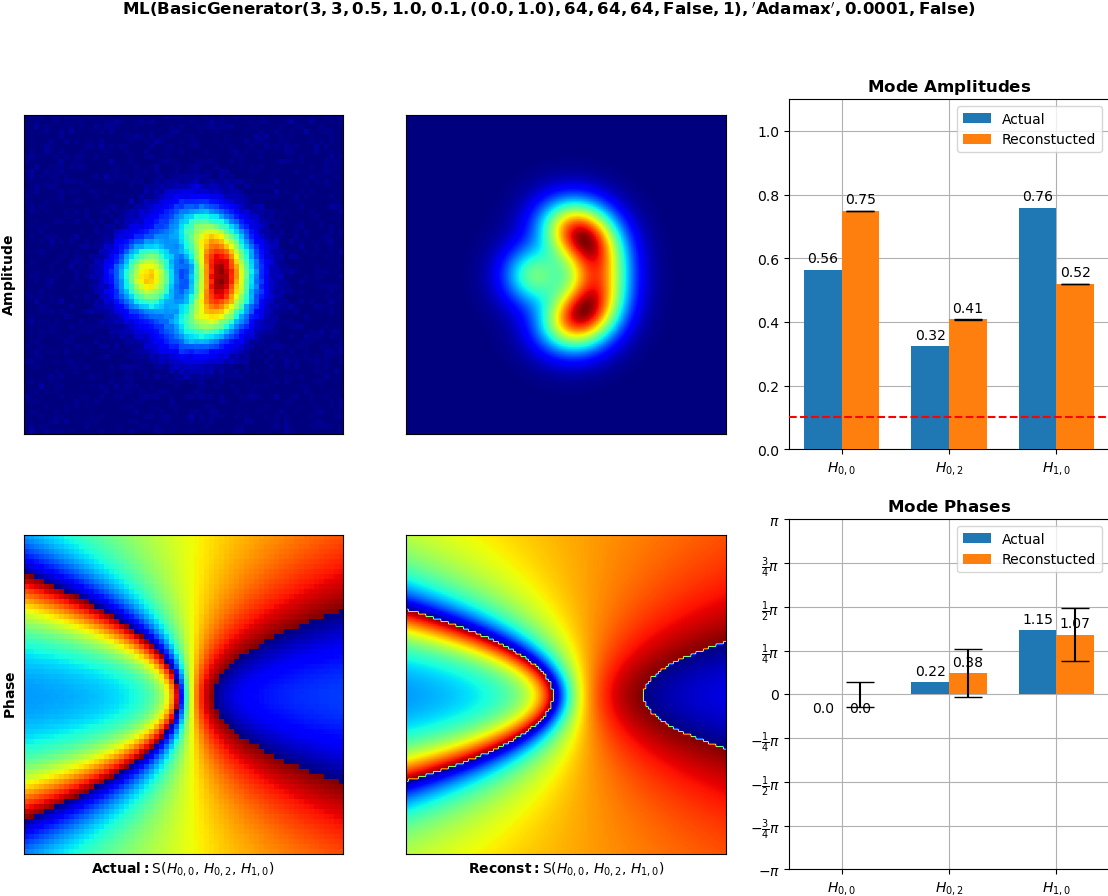 ML(BasicGenerator(3, 3, 0.5, 1.0, 0.1, (0.0, 1.0), 64, 64, 64, False, 1), 'Adamax', 0.0001, False)
Amplitude
Mode Amplitudes
Actual
Reconstucted
1.0
0.8
0.6
0.4
0.2
0.0
0.56
0.75
0.32
0.41
0.76
0.52
H0,0
H0,2
H1,0
Phase
Actual: S(H0,0, H0,2, H1,0)
Reconst: S(H0,0, H0,2, H1,0)
Mode Phases
Actual
Reconstucted
π
3/4π
1/2π
1/4π
0
−1/4π
−1/2π
−3/4π
−π
0.0
0.0
0.22
0.38
1.15
1.07
H0,0
H0,2
H1,0